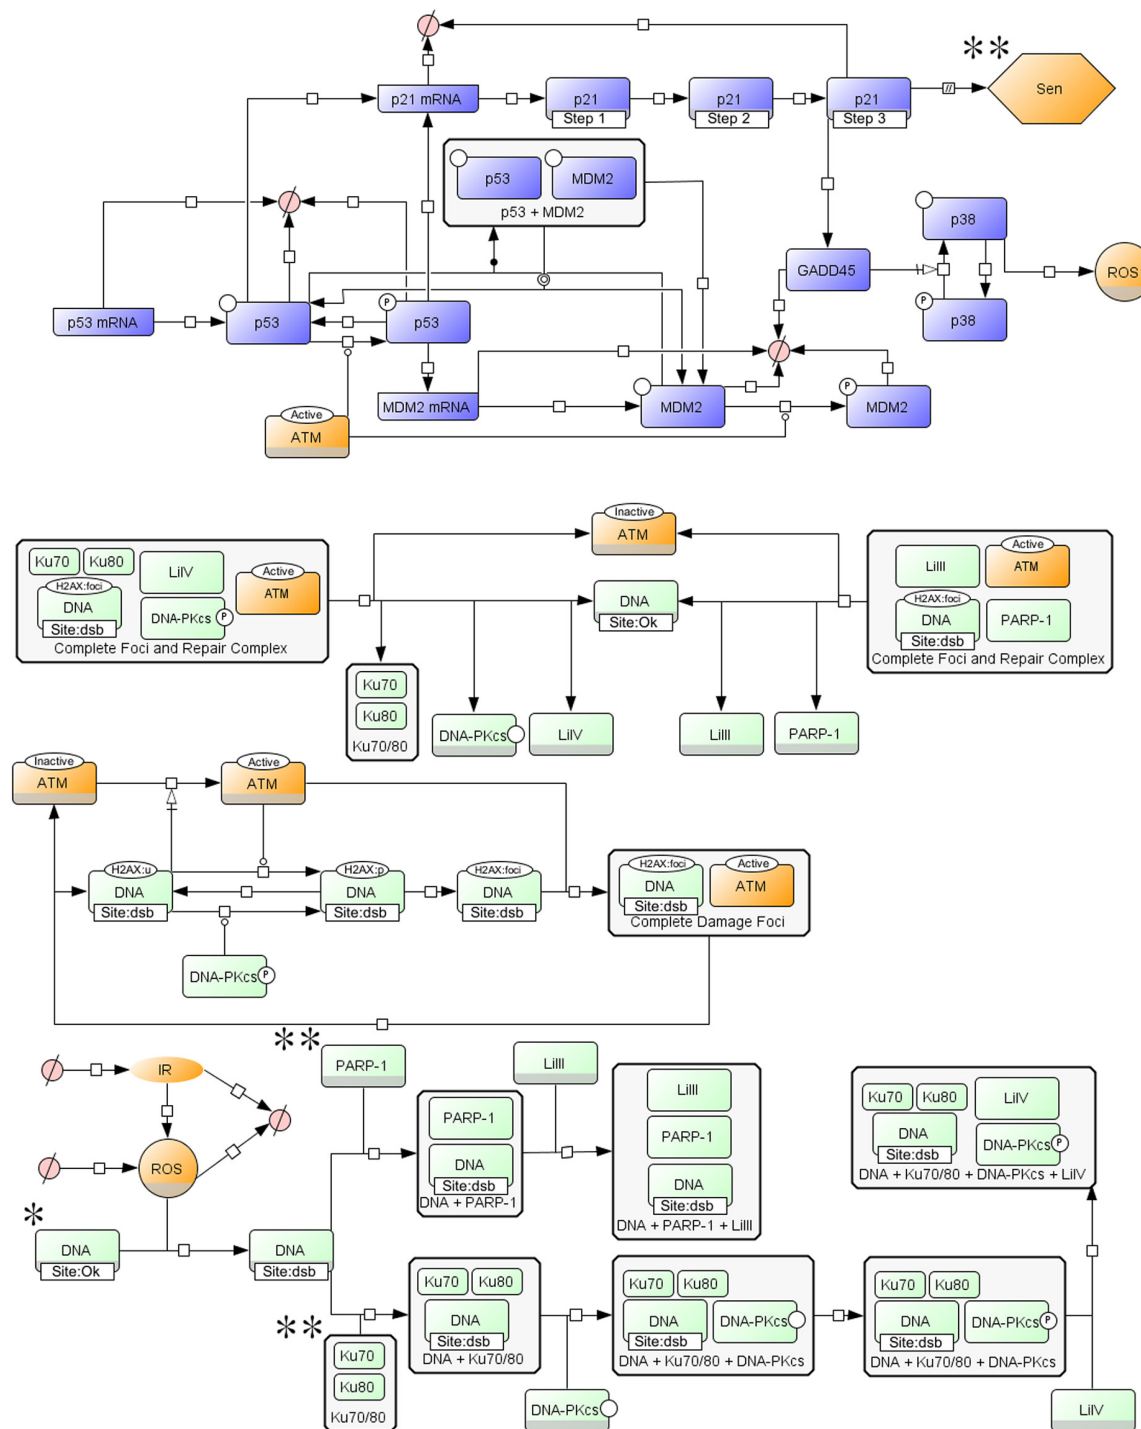 ∅
**
p21 mRNA
p21
Step 1
p21
Step 2
p21
Step 3
Sen
p53
MDM2
p53 + MDM2
∅
p38
GADD45
ROS
p53 mRNA
p53
P
p53
P
p38
∅
MDM2 mRNA
MDM2
P
MDM2
Active
ATM
Inactive
ATM
Ku70
Ku80
LiIV
Active
ATM
H2AX:foci
DNA
Site:dsb
DNA-PKcs
P
Complete Foci and Repair Complex
DNA
Site:Ok
LiIII
Active
ATM
H2AX:foci
DNA
Site:dsb
PARP-1
Complete Foci and Repair Complex
Ku70
Ku80
Ku70/80
DNA-PKcs
LiIV
LiIII
PARP-1
Inactive
ATM
Active
ATM
H2AX:u
DNA
Site:dsb
H2AX:p
DNA
Site:dsb
H2AX:foci
DNA
Site:dsb
H2AX:foci
DNA
Site:dsb
Active
ATM
Complete Damage Foci
DNA-PKcs
P
**
∅
IR
PARP-1
LiIII
∅
∅
ROS
PARP-1
DNA
Site:dsb
DNA + PARP-1
LiIII
PARP-1
DNA
Site:dsb
DNA + PARP-1 + LiIII
Ku70
Ku80
LiIV
DNA
Site:dsb
DNA-PKcs
P
DNA + Ku70/80 + DNA-PKcs + LiIV
*
DNA
Site:Ok
DNA
Site:dsb
**
Ku70
Ku80
DNA
Site:dsb
DNA + Ku70/80
Ku70
Ku80
DNA
Site:dsb
DNA-PKcs
DNA + Ku70/80 + DNA-PKcs
Ku70
Ku80
DNA
Site:dsb
DNA-PKcs
P
DNA + Ku70/80 + DNA-PKcs
Ku70
Ku80
Ku70/80
DNA-PKcs
LiIV